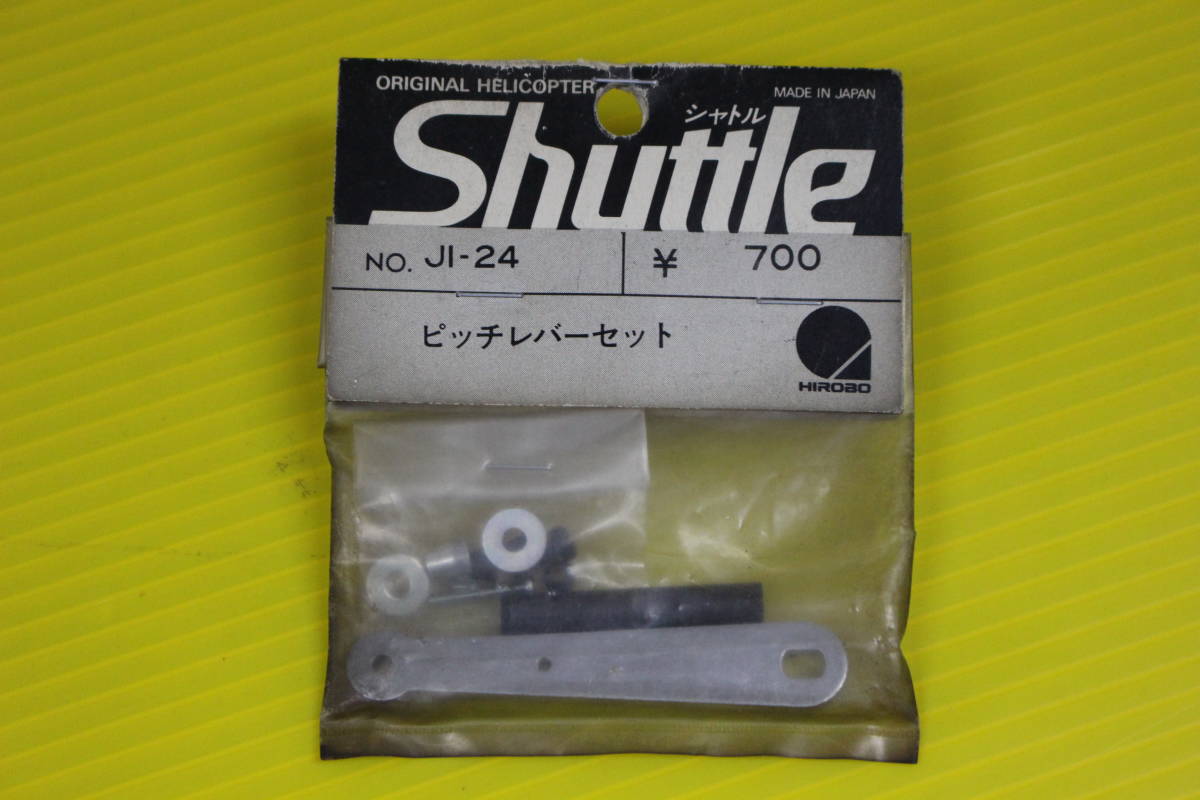 ORIGINAL HELICOPTER
MADE IN JAPAN
シャトル
Shuttle
NO. JI-24 ¥ 700
ピッチレバーセット
HIROBO